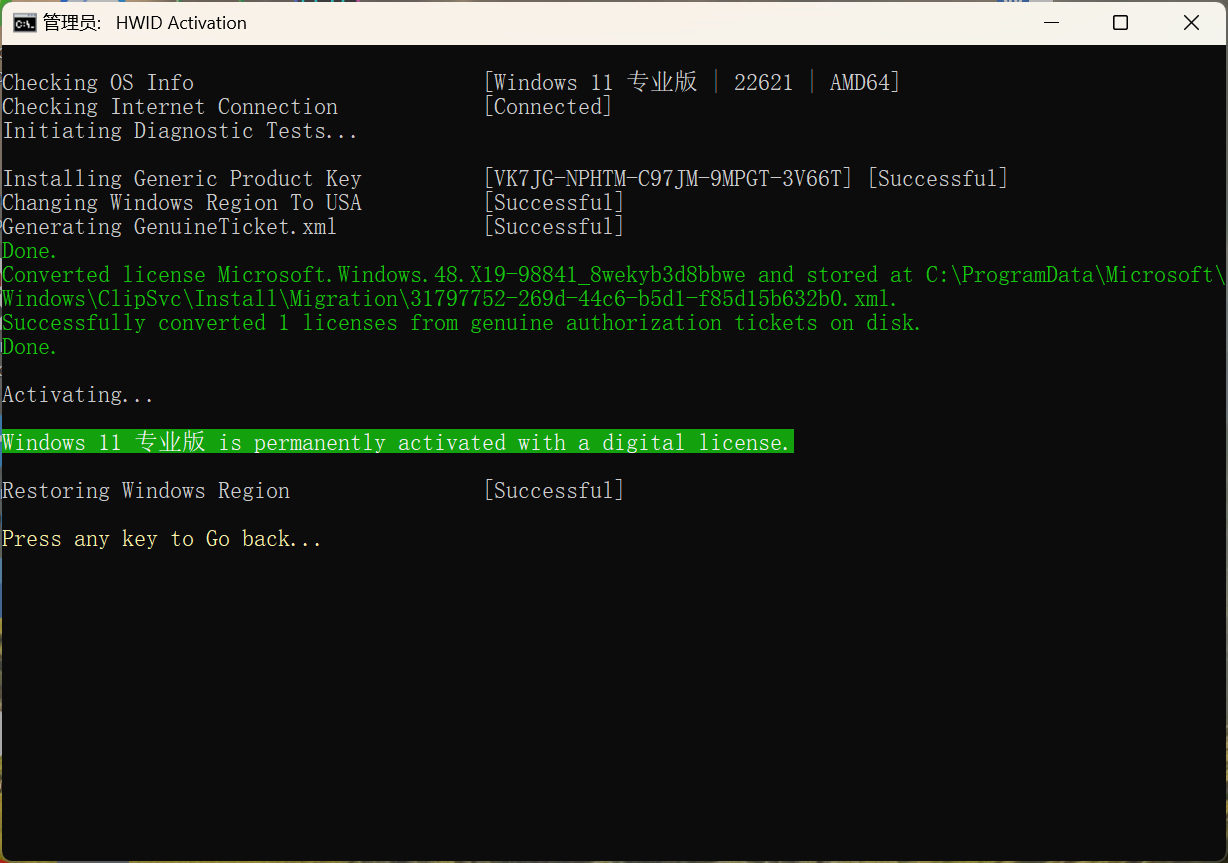 管理员: HWID Activation
Checking OS Info [Windows 11 专业版 | 22621 | AMD64]
Checking Internet Connection [Connected]
Initiating Diagnostic Tests...
Installing Generic Product Key [VK7JG-NPHTM-C97JM-9MPGT-3V66T] [Successful]
Changing Windows Region To USA [Successful]
Generating GenuineTicket.xml [Successful]
Done.
Converted license Microsoft.Windows.48.X19-98841_8wekyb3d8bbwe and stored at C:\ProgramData\Microsoft\
Windows\ClipSvc\Install\Migration\31797752-269d-44c6-b5d1-f85d15b632b0.xml.
Successfully converted 1 licenses from genuine authorization tickets on disk.
Done.
Activating...
Windows 11 专业版 is permanently activated with a digital license.
Restoring Windows Region [Successful]
Press any key to Go back...